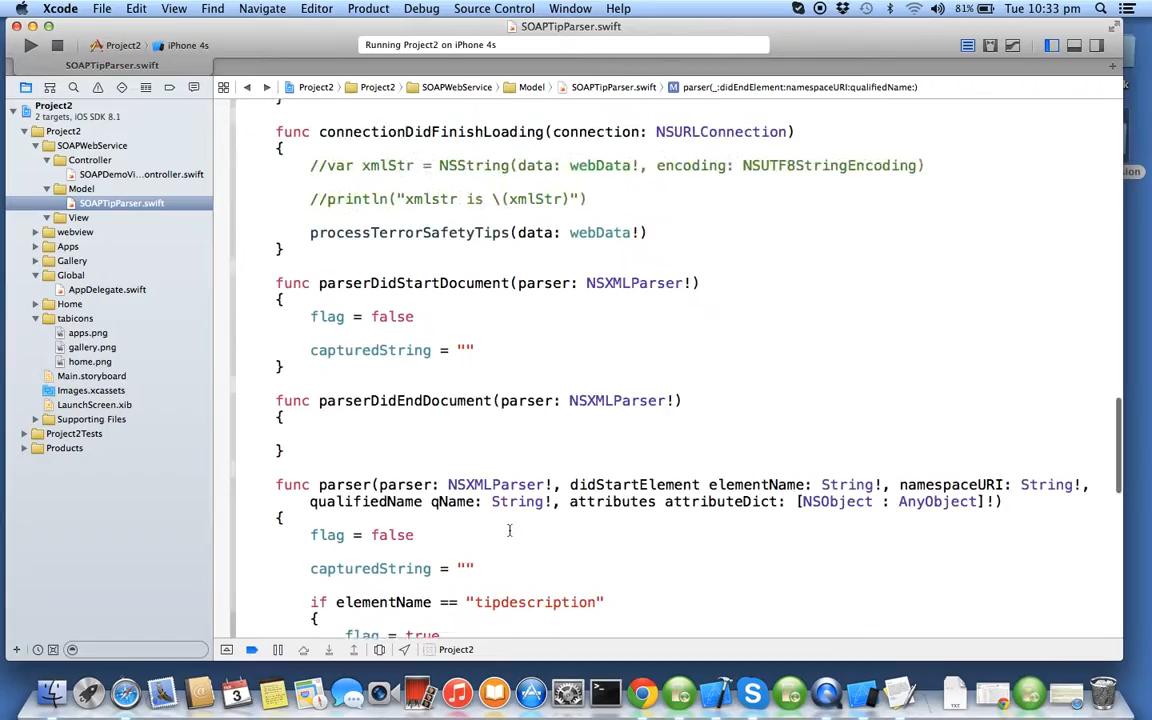 Xcode File Edit View Find Navigate Editor Product Debug Source Control Window Help 81% Tue 10:33 pm
SOAPTipParser.swift
Project2 iPhone 4s Running Project2 on iPhone 4s
SOAPTipParser.swift
Project2 Project2 SOAPWebService Model SOAPTipParser.swift M parser(_:didEndElement:namespaceURI:qualifiedName:)
Project2
2 targets, iOS SDK 8.1
Project2
SOAPWebService
Controller
SOAPDemoVi...ontroller.swift
Model
SOAPTipParser.swift
View
webview
Apps
Gallery
Global
AppDelegate.swift
Home
tabicons
apps.png
gallery.png
home.png
Main.storyboard
Images.xcassets
LaunchScreen.xib
Supporting Files
Project2Tests
Products
}
func connectionDidFinishLoading(connection: NSURLConnection)
{
//var xmlStr = NSString(data: webData!, encoding: NSUTF8StringEncoding)
//println("xmlstr is \(xmlStr)")
processTerrorSafetyTips(data: webData!)
}
func parserDidStartDocument(parser: NSXMLParser!)
{
flag = false
capturedString = ""
}
func parserDidEndDocument(parser: NSXMLParser!)
{
}
func parser(parser: NSXMLParser!, didStartElement elementName: String!, namespaceURI: String!,
qualifiedName qName: String!, attributes attributeDict: [NSObject : AnyObject]!)
{
flag = false
capturedString = ""
if elementName == "tipdescription"
{
flag = true
Project2
3
TXT